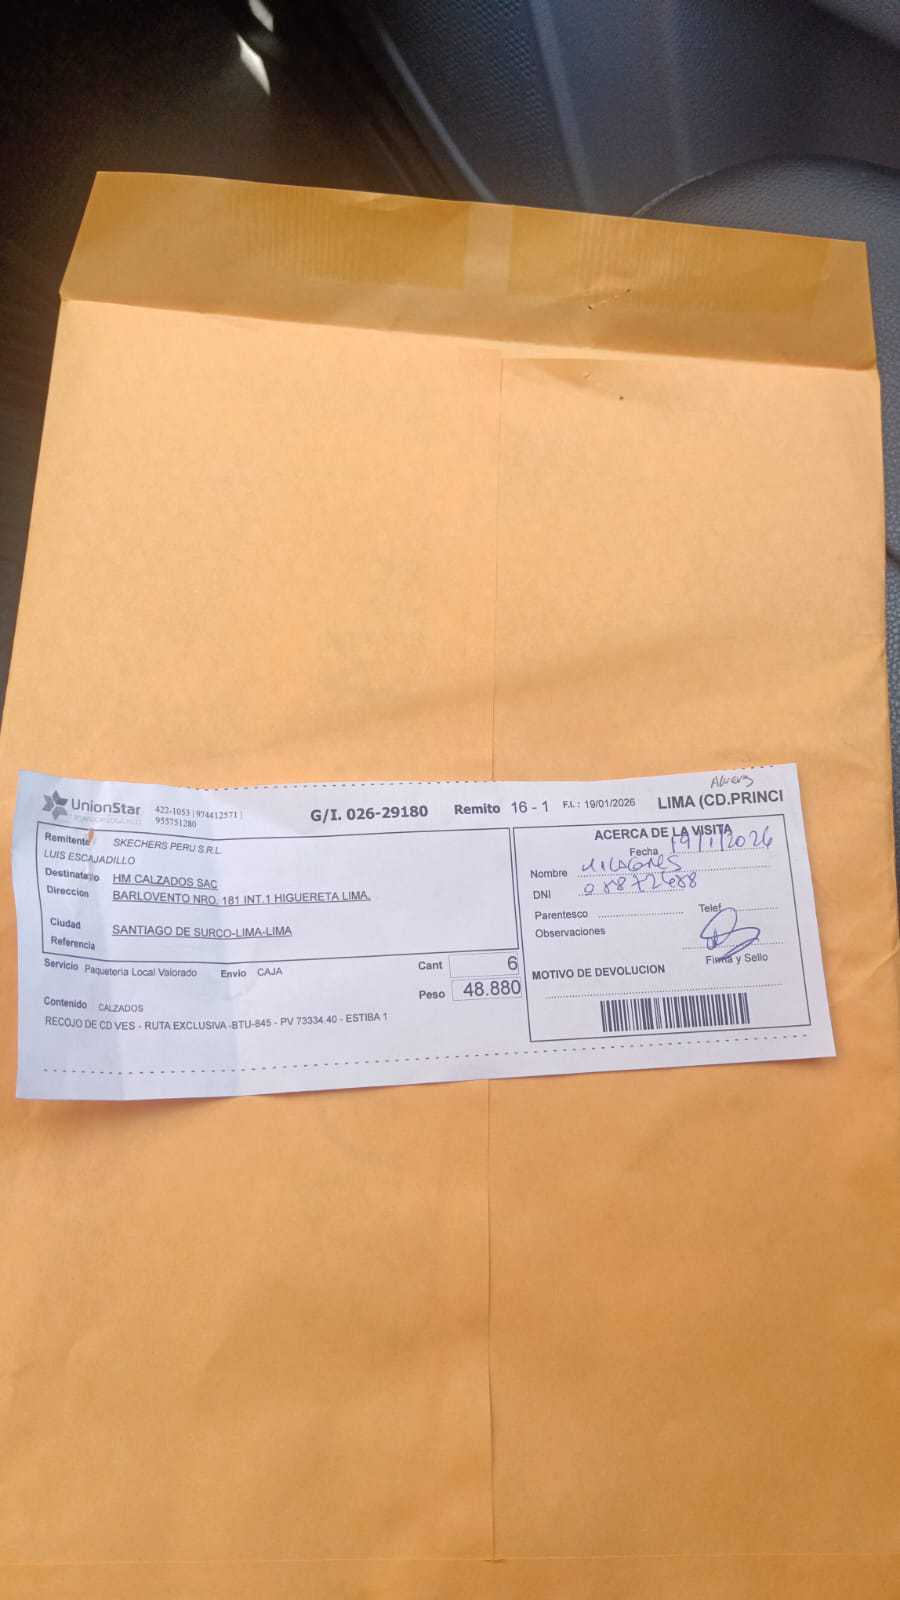 Alvarez
UnionStar
422-1053 | 974412571 |
955751280
G/I. 026-29180
Remito 16 - 1
F.I.: 19/01/2026
LIMA (CD.PRINCI
Remitente SKECHERS PERU S.R.L
LUIS ESCAJADILLO
Destinatario HM CALZADOS SAC
Direccion BARLOVENTO NRO. 181 INT.1 HIGUERETA LIMA.
Ciudad SANTIAGO DE SURCO-LIMA-LIMA
Referencia
Servicio Paqueteria Local Valorado Envio CAJA
Cant 6
Peso 48.880
Contenido CALZADOS
RECOJO DE CD VES - RUTA EXCLUSIVA -BTU-845 - PV 73334.40 - ESTIBA 1
ACERCA DE LA VISITA
Fecha 19/1/2026
Nombre MILAGROS
DNI
Parentesco
Telef
Observaciones
Firma y Sello
MOTIVO DE DEVOLUCION